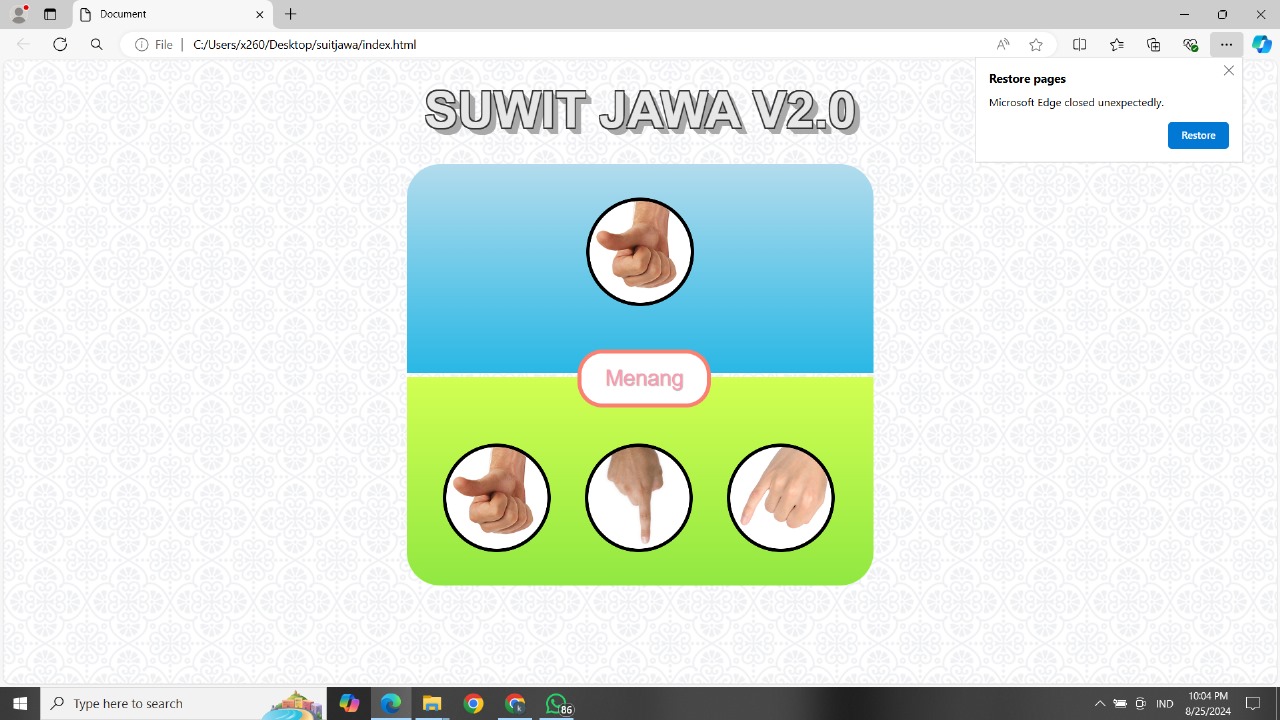 Document
File
C:/Users/x260/Desktop/suitjawa/index.html
Restore pages
Microsoft Edge closed unexpectedly.
Restore
SUWIT JAWA V2.0
Menang
Type here to search
86
IND
10:04 PM
8/25/2024